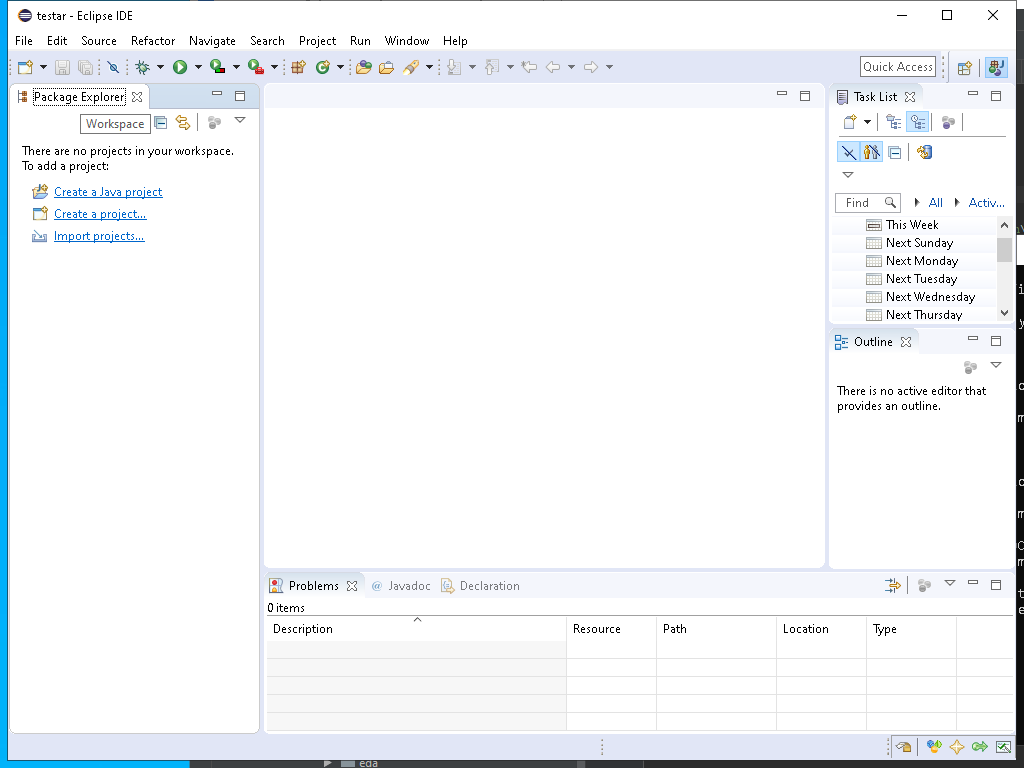 testar - Eclipse IDE
File Edit Source Refactor Navigate Search Project Run Window Help
Quick Access
Package Explorer
Workspace
There are no projects in your workspace.
To add a project:
Create a Java project
Create a project...
Import projects...
Task List
Find All Activ...
This Week
Next Sunday
Next Monday
Next Tuesday
Next Wednesday
Next Thursday
Outline
There is no active editor that
provides an outline.
Problems @ Javadoc Declaration
0 items
Description Resource Path Location Type
eda